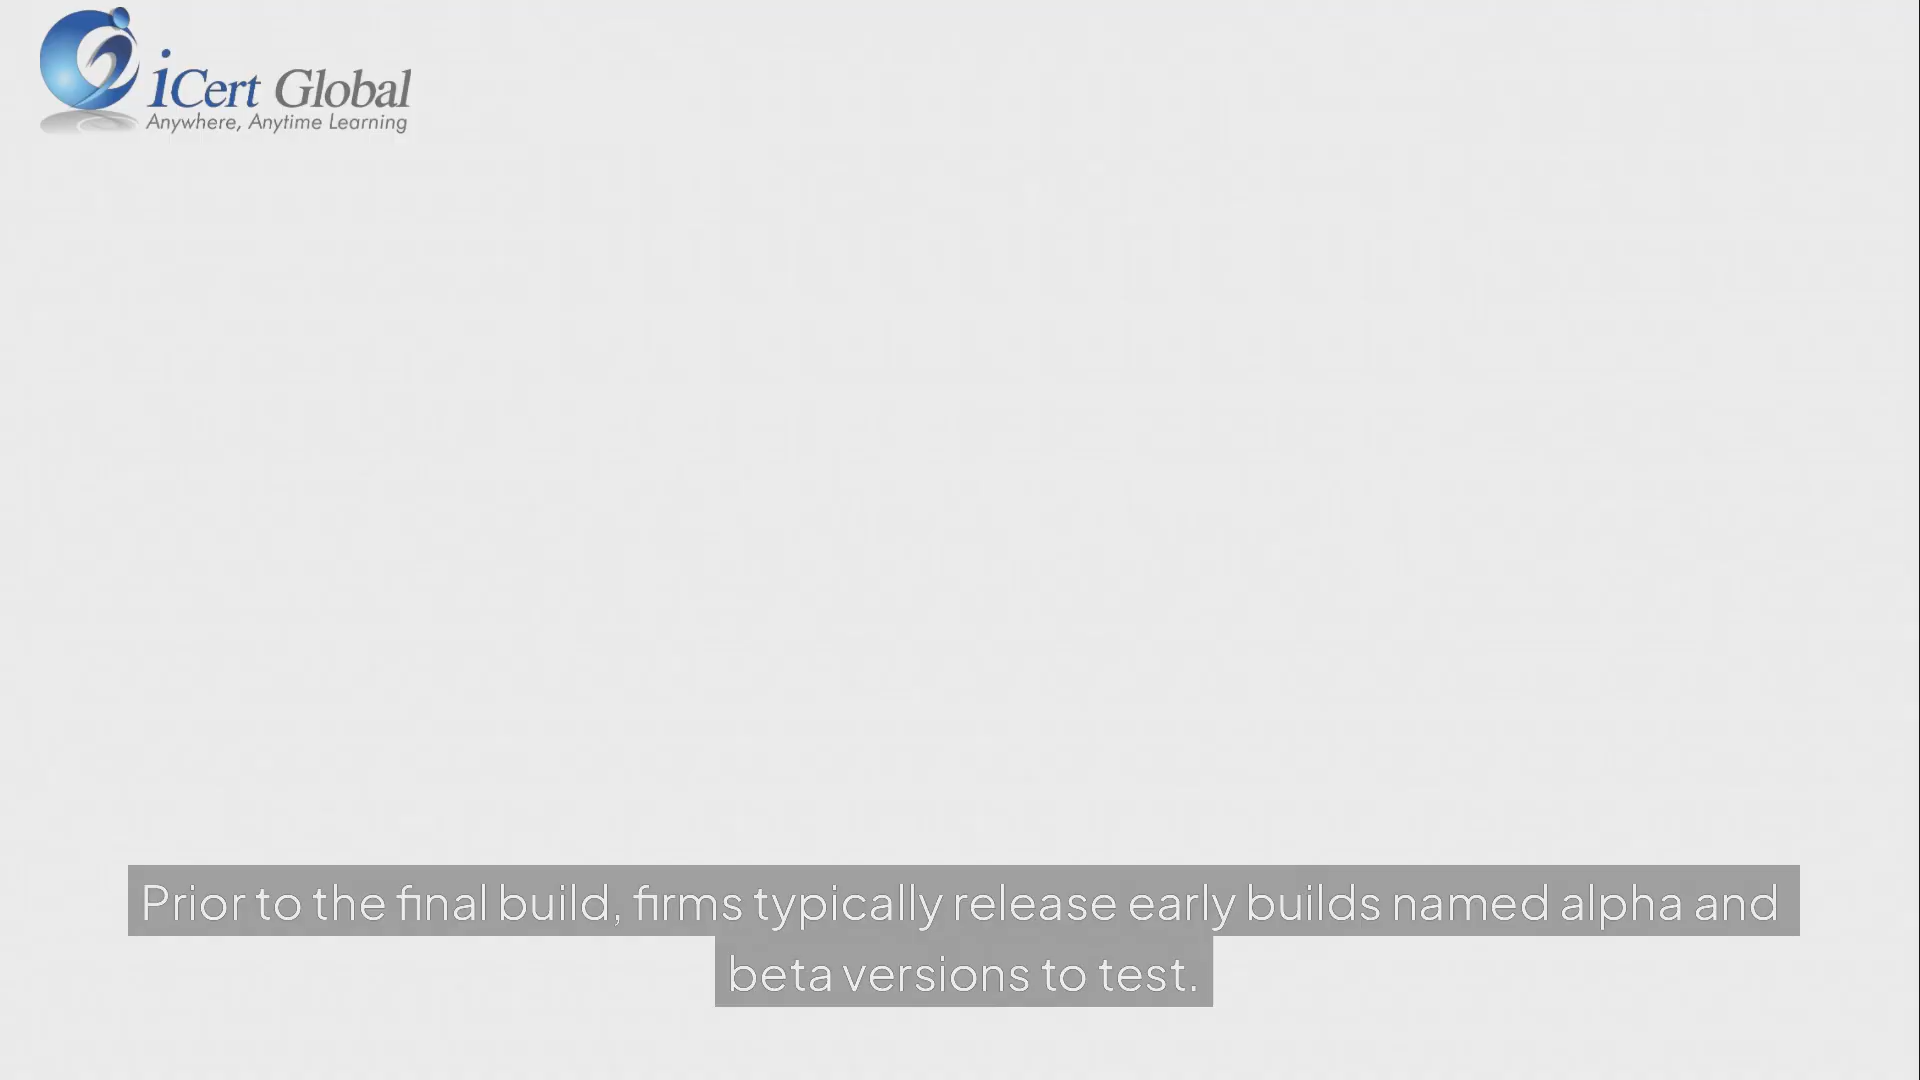 iCert Global
Anywhere, Anytime Learning
Prior to the final build, firms typically release early builds named alpha and
beta versions to test.